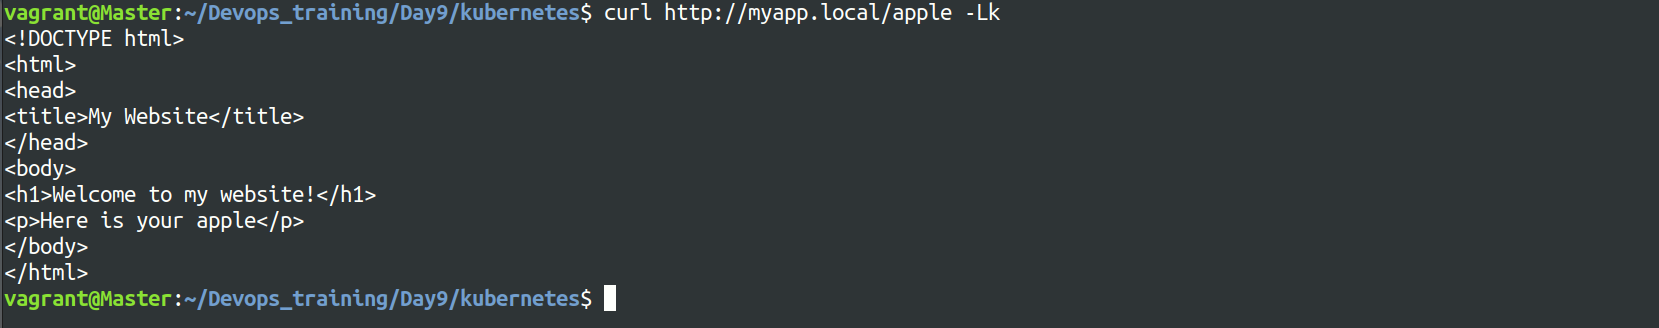 vagrant@Master:~/Devops_training/Day9/kubernetes$ curl http://myapp.local/apple -Lk
<!DOCTYPE html>
<html>
<head>
<title>My Website</title>
</head>
<body>
<h1>Welcome to my website!</h1>
<p>Here is your apple</p>
</body>
</html>
vagrant@Master:~/Devops_training/Day9/kubernetes$